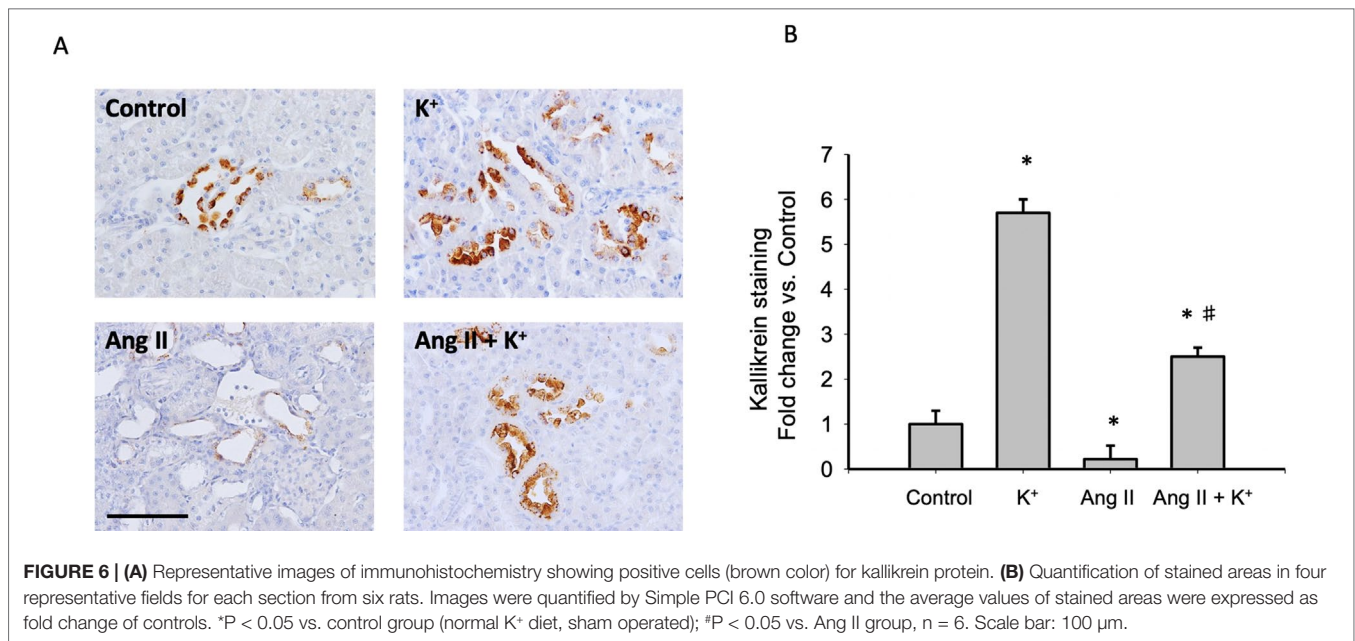 A
B
Control
K⁺
Ang II
Ang II + K⁺
Kallikrein staining
Fold change vs. Control
7
6
5
4
3
2
1
0
*
*
* #
Control
K⁺
Ang II
Ang II + K⁺
FIGURE 6 | (A) Representative images of immunohistochemistry showing positive cells (brown color) for kallikrein protein. (B) Quantification of stained areas in four
representative fields for each section from six rats. Images were quantified by Simple PCI 6.0 software and the average values of stained areas were expressed as
fold change of controls. *P < 0.05 vs. control group (normal K⁺ diet, sham operated); #P < 0.05 vs. Ang II group, n = 6. Scale bar: 100 µm.